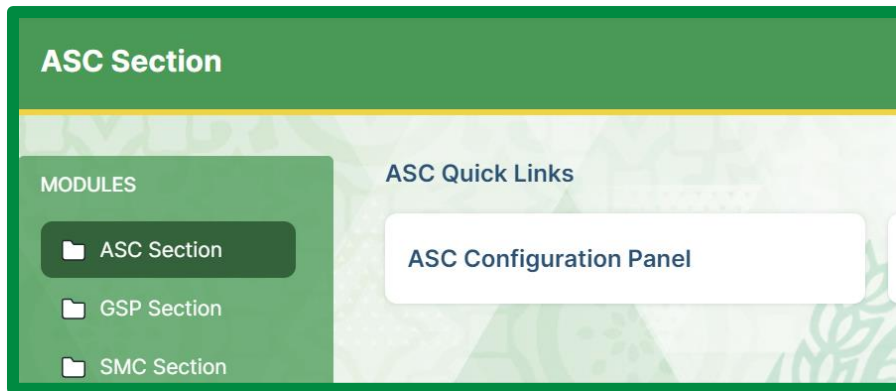 ASC Section
MODULES
ASC Section
GSP Section
SMC Section
ASC Quick Links
ASC Configuration Panel